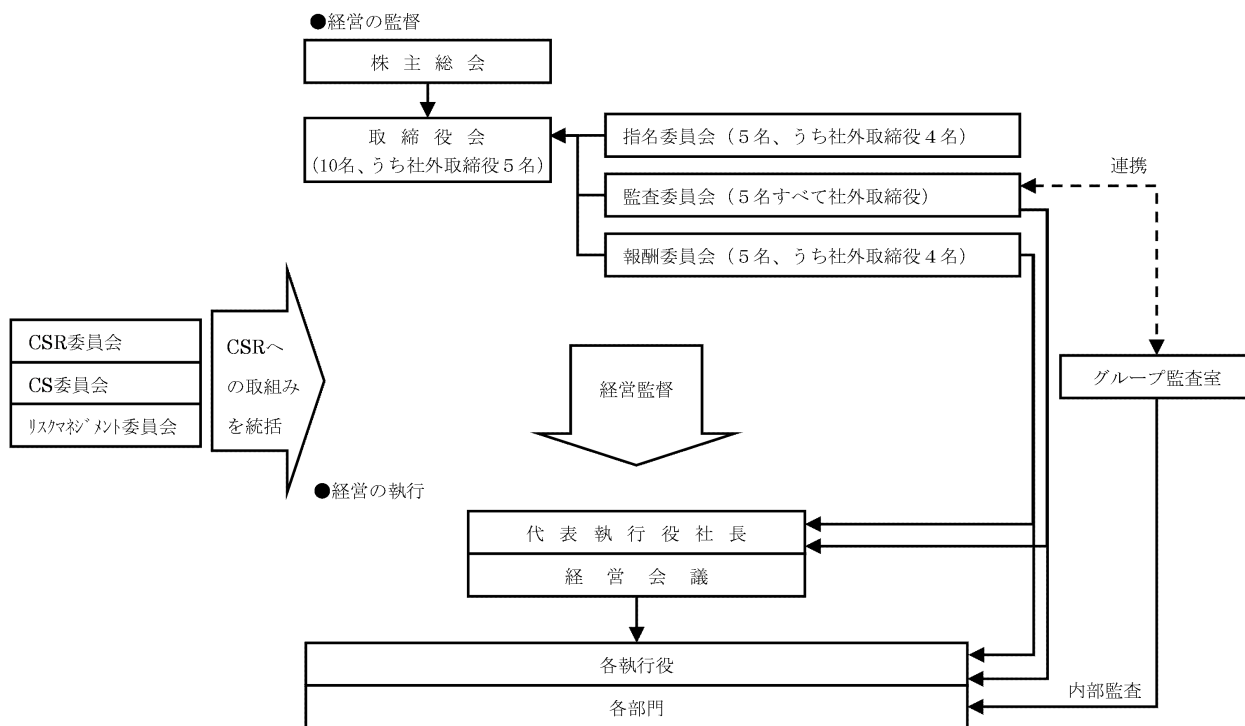 ●経営の監督
株主総会
取締役会
(10名、うち社外取締役5名)
指名委員会(5名、うち社外取締役4名)
監査委員会(5名すべて社外取締役)
報酬委員会(5名、うち社外取締役4名)
連携
グループ監査室
CSR委員会
CS委員会
ﾘｽｸﾏﾈｼﾞﾒﾝﾄ委員会
CSRへ
の取組み
を統括
経営監督
●経営の執行
代表執行役社長
経営会議
各執行役
各部門
内部監査